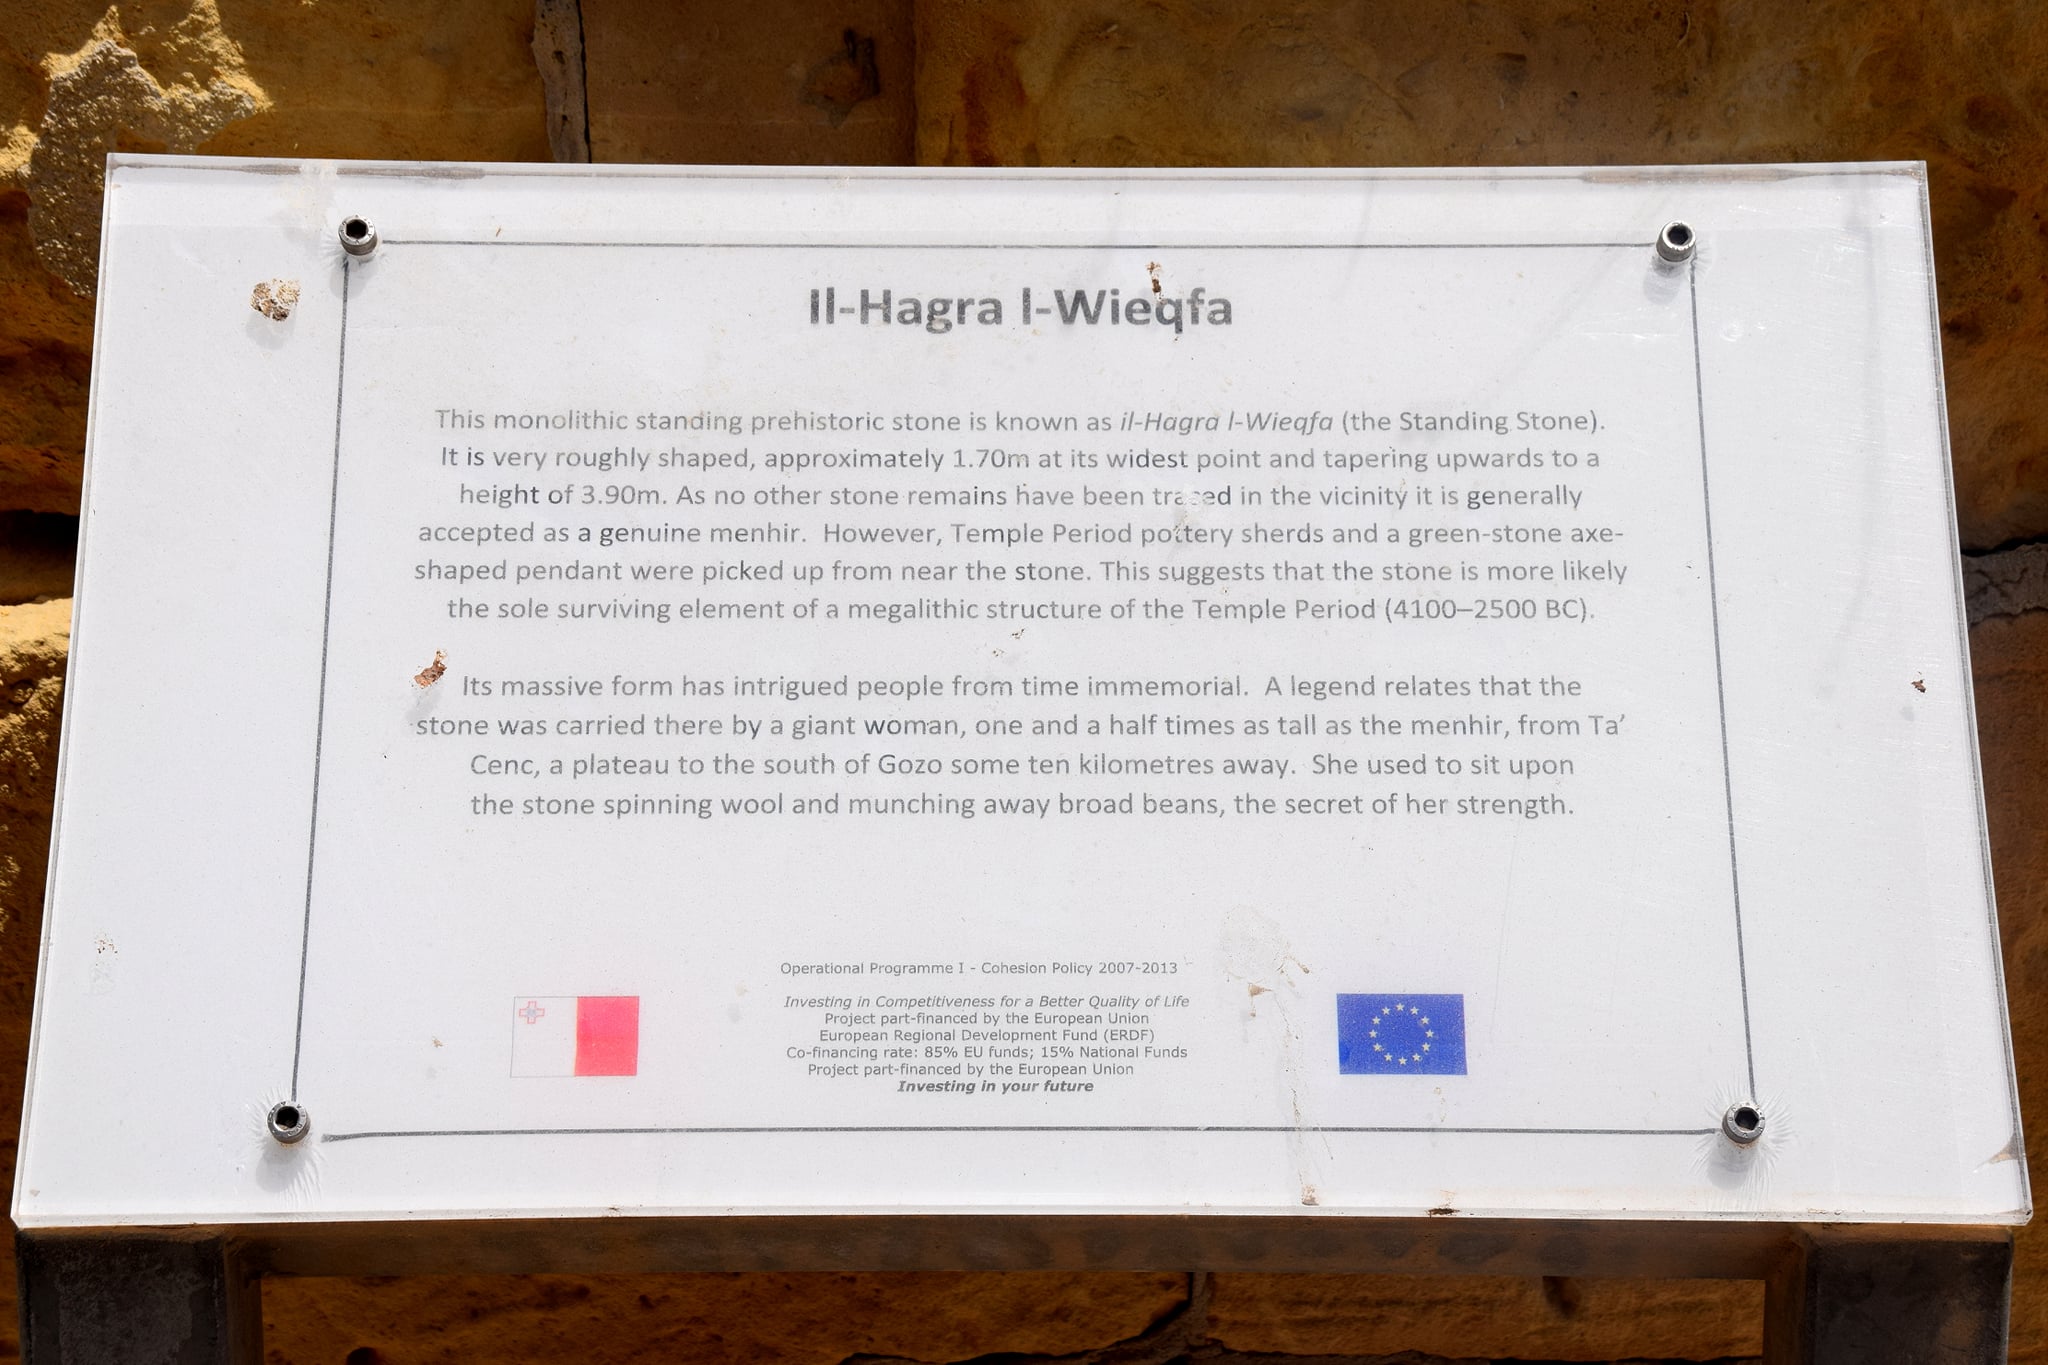 Il-Hagra l-Wieqfa
This monolithic standing prehistoric stone is known as il-Hagra l-Wieqfa (the Standing Stone).
It is very roughly shaped, approximately 1.70m at its widest point and tapering upwards to a
height of 3.90m. As no other stone remains have been traced in the vicinity it is generally
accepted as a genuine menhir. However, Temple Period pottery sherds and a green-stone axe-
shaped pendant were picked up from near the stone. This suggests that the stone is more likely
the sole surviving element of a megalithic structure of the Temple Period (4100–2500 BC).
Its massive form has intrigued people from time immemorial. A legend relates that the
stone was carried there by a giant woman, one and a half times as tall as the menhir, from Ta’
Cenc, a plateau to the south of Gozo some ten kilometres away. She used to sit upon
the stone spinning wool and munching away broad beans, the secret of her strength.
Operational Programme I - Cohesion Policy 2007-2013
Investing in Competitiveness for a Better Quality of Life
Project part-financed by the European Union
European Regional Development Fund (ERDF)
Co-financing rate: 85% EU funds; 15% National Funds
Project part-financed by the European Union
Investing in your future